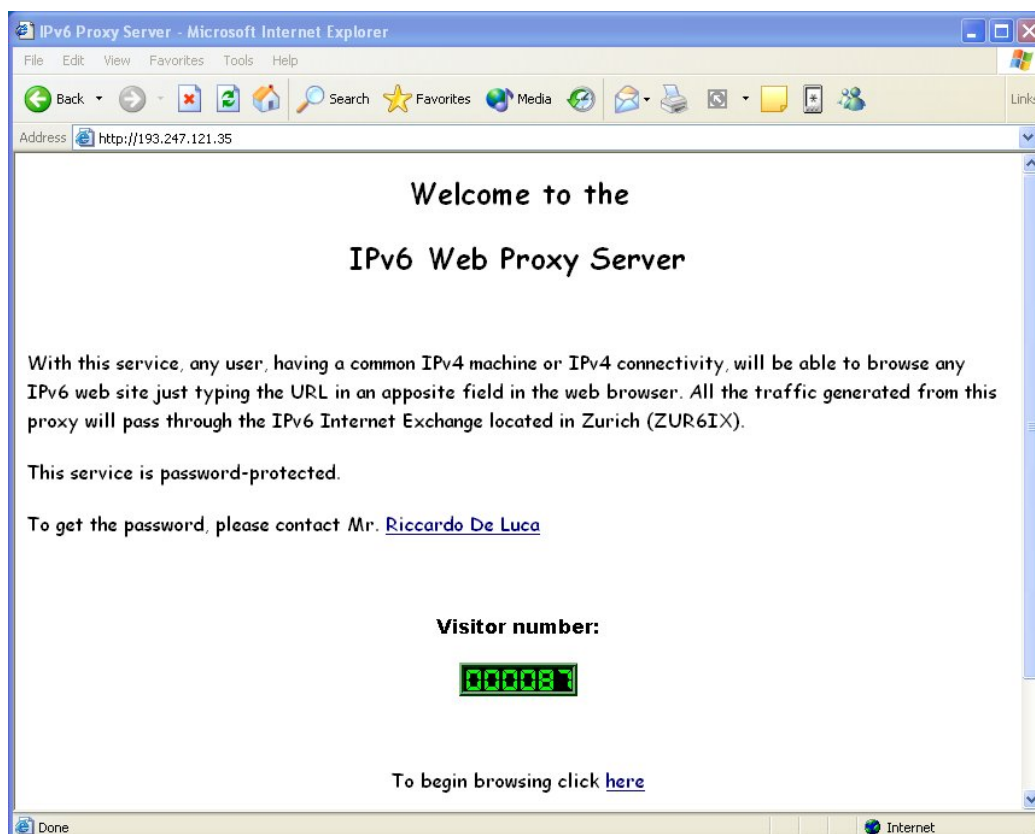 IPv6 Proxy Server - Microsoft Internet Explorer
File Edit View Favorites Tools Help
Back Search Favorites Media Links
Address http://193.247.121.35
Welcome to the
IPv6 Web Proxy Server
With this service, any user, having a common IPv4 machine or IPv4 connectivity, will be able to browse any
IPv6 web site just typing the URL in an apposite field in the web browser. All the traffic generated from this
proxy will pass through the IPv6 Internet Exchange located in Zurich (ZUR6IX).
This service is password-protected.
To get the password, please contact Mr. Riccardo De Luca
Visitor number:
000087
To begin browsing click here
Done Internet